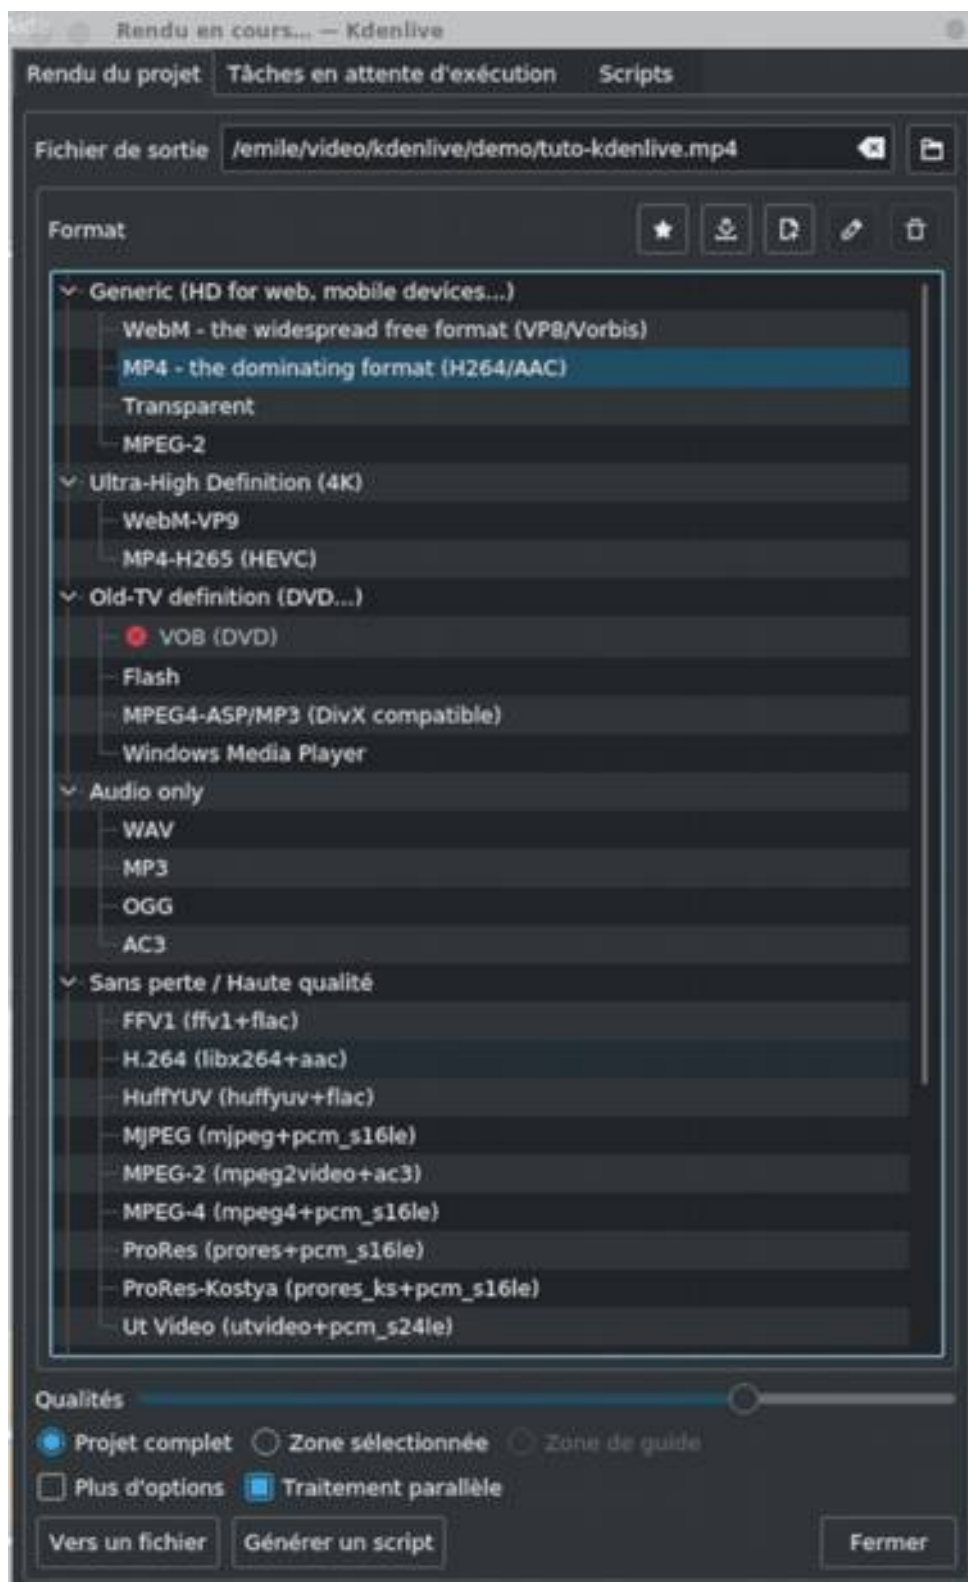 Rendu en cours... — Kdenlive
Rendu du projet Tâches en attente d'exécution Scripts
Fichier de sortie /emile/video/kdenlive/demo/tuto-kdenlive.mp4
Format
Generic (HD for web, mobile devices...)
WebM - the widespread free format (VP8/Vorbis)
MP4 - the dominating format (H264/AAC)
Transparent
MPEG-2
Ultra-High Definition (4K)
WebM-VP9
MP4-H265 (HEVC)
Old-TV definition (DVD...)
VOB (DVD)
Flash
MPEG4-ASP/MP3 (DivX compatible)
Windows Media Player
Audio only
WAV
MP3
OGG
AC3
Sans perte / Haute qualité
FFV1 (ffv1+flac)
H.264 (libx264+aac)
HuffYUV (huffyuv+flac)
MJPEG (mjpeg+pcm_s16le)
MPEG-2 (mpeg2video+ac3)
MPEG-4 (mpeg4+pcm_s16le)
ProRes (prores+pcm_s16le)
ProRes-Kostya (prores_ks+pcm_s16le)
Ut Video (utvideo+pcm_s24le)
Qualités
Projet complet Zone sélectionnée Zone de guide
Plus d'options Traitement parallèle
Vers un fichier Générer un script Fermer